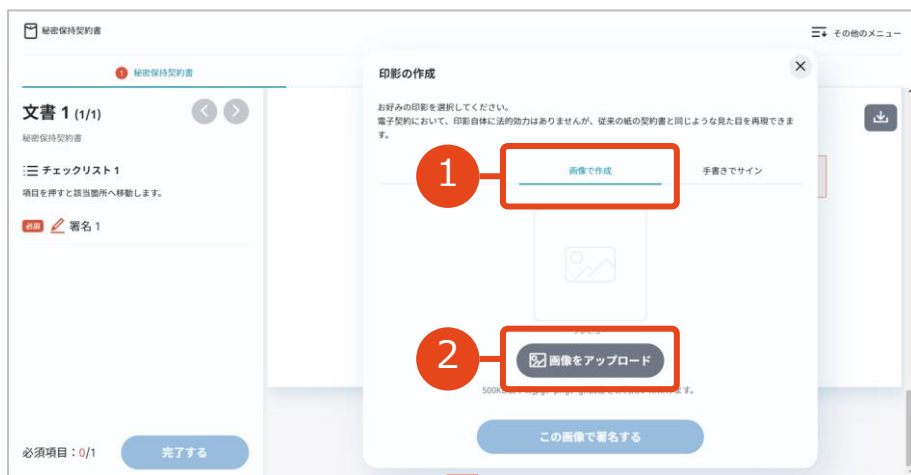 秘密保持契約書
その他のメニュー
1 秘密保持契約書
文書 1 (1/1)
秘密保持契約書
チェックリスト 1
項目を押すと該当箇所へ移動します。
必須 署名 1
必須項目：0/1
完了する
印影の作成
お好みの印影を選択してください。
電子契約において、印影自体に法的効力はありませんが、従来の紙の契約書と同じような見た目を再現できま
す。
1
画像で作成
手書きでサイン
2
画像をアップロード
500KB
ます。
この画像で署名する